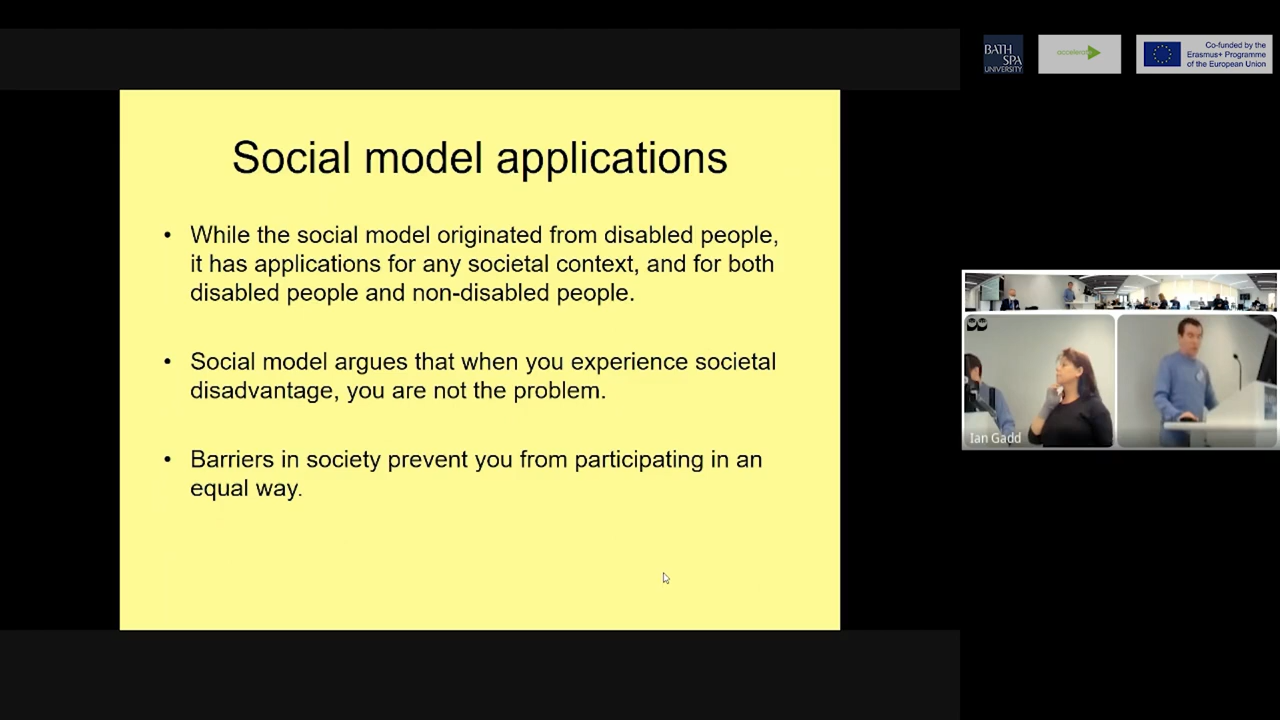 Social model applications
• While the social model originated from disabled people,
it has applications for any societal context, and for both
disabled people and non-disabled people.
• Social model argues that when you experience societal
disadvantage, you are not the problem.
• Barriers in society prevent you from participating in an
equal way.
BATH
SPA
UNIVERSITY
accelerate
Co-funded by the
Erasmus+ Programme
of the European Union
Ian Gadd